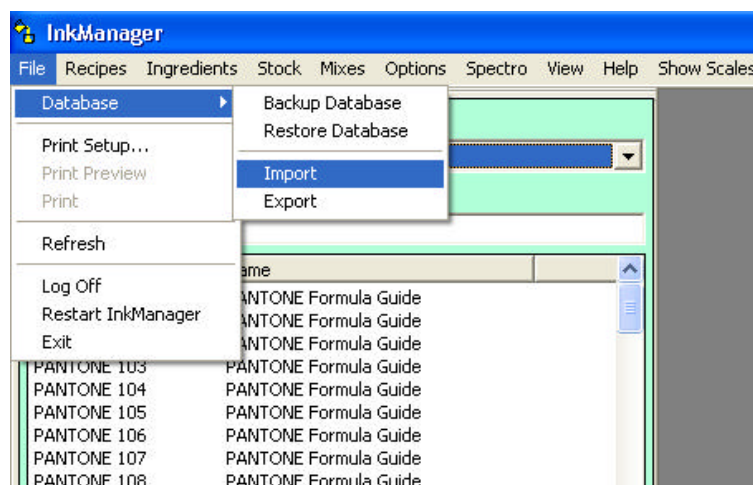 InkManager
File Recipes Ingredients Stock Mixes Options Spectro View Help Show Scales
Database
Print Setup...
Print Preview
Print
Refresh
Log Off
Restart InkManager
Exit
Backup Database
Restore Database
Import
Export
ame
PANTONE Formula Guide
PANTONE Formula Guide
PANTONE Formula Guide
PANTONE 103 PANTONE Formula Guide
PANTONE 104 PANTONE Formula Guide
PANTONE 105 PANTONE Formula Guide
PANTONE 106 PANTONE Formula Guide
PANTONE 107 PANTONE Formula Guide
PANTONE 108 PANTONE Formula Guide